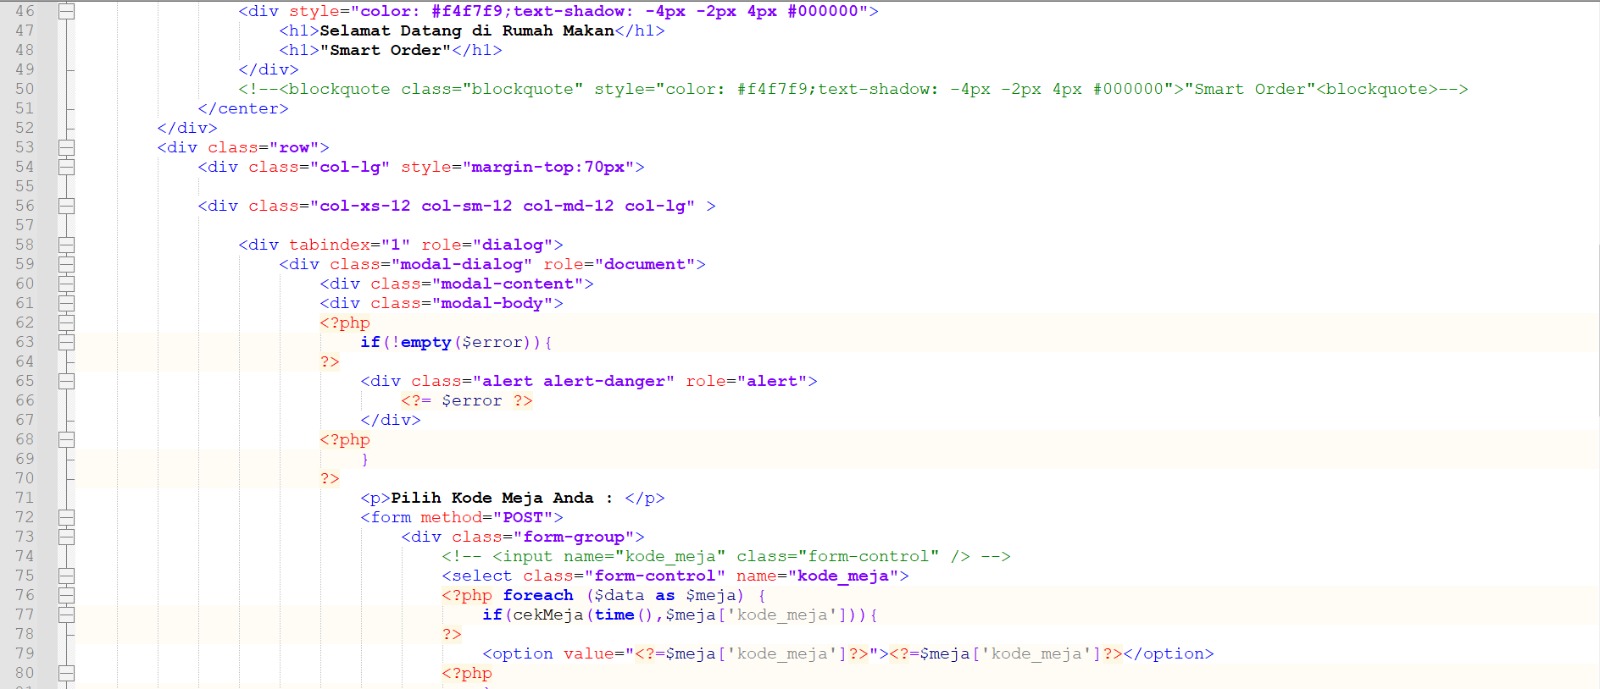 46 <div style="color: #f4f7f9;text-shadow: -4px -2px 4px #000000">
47 <h1>Selamat Datang di Rumah Makan</h1>
48 <h1>"Smart Order"</h1>
49 </div>
50 <!--<blockquote class="blockquote" style="color: #f4f7f9;text-shadow: -4px -2px 4px #000000">"Smart Order"<blockquote>-->
51 </center>
52 </div>
53 <div class="row">
54 <div class="col-lg" style="margin-top:70px">
55
56 <div class="col-xs-12 col-sm-12 col-md-12 col-lg" >
57
58 <div tabindex="1" role="dialog">
59 <div class="modal-dialog" role="document">
60 <div class="modal-content">
61 <div class="modal-body">
62 <?php
63 if(!empty($error)){
64 ?>
65 <div class="alert alert-danger" role="alert">
66 <?= $error ?>
67 </div>
68 <?php
69 }
70 ?>
71 <p>Pilih Kode Meja Anda : </p>
72 <form method="POST">
73 <div class="form-group">
74 <!-- <input name="kode_meja" class="form-control" /> -->
75 <select class="form-control" name="kode_meja">
76 <?php foreach ($data as $meja) {
77 if(cekMeja(time(),$meja['kode_meja'])){
78 ?>
79 <option value="<?=$meja['kode_meja']?>"><?=$meja['kode_meja']?></option>
80 <?php